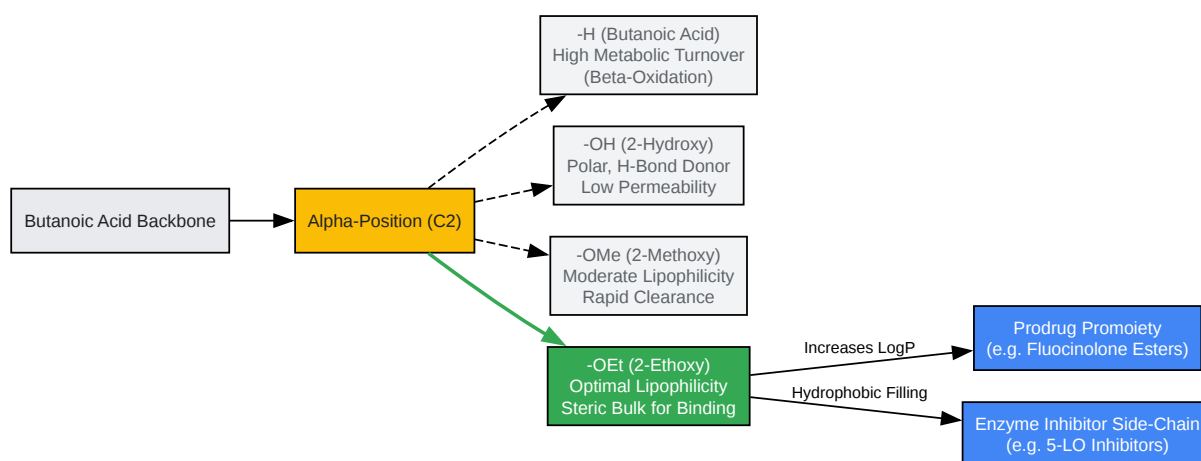 -H (Butanoic Acid)
High Metabolic Turnover
(Beta-Oxidation)
-OH (2-Hydroxy)
Polar, H-Bond Donor
Low Permeability
Butanoic Acid Backbone
Alpha-Position (C2)
-OMe (2-Methoxy)
Moderate Lipophilicity
Rapid Clearance
-OEt (2-Ethoxy)
Optimal Lipophilicity
Steric Bulk for Binding
Increases LogP
Prodrug Promoiety
(e.g. Fluocinolone Esters)
Hydrophobic Filling
Enzyme Inhibitor Side-Chain
(e.g. 5-LO Inhibitors)